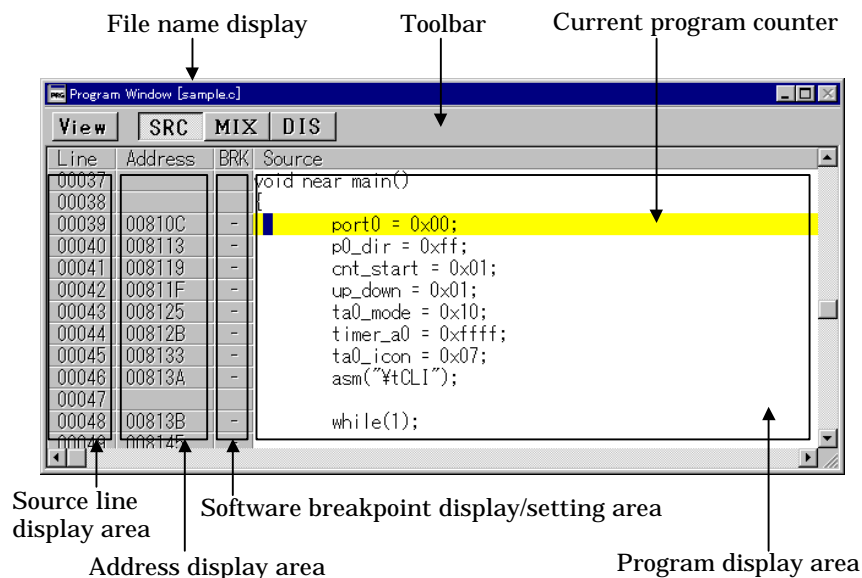 File name display Toolbar Current program counter
PRG Program Window [sample.c]
View SRC MIX DIS
Line Address BRK Source
00037 void near main()
00038 {
00039 00810C - port0 = 0x00;
00040 008113 - p0_dir = 0xff;
00041 008119 - cnt_start = 0x01;
00042 00811F - up_down = 0x01;
00043 008125 - ta0_mode = 0x10;
00044 00812B - timer_a0 = 0xffff;
00045 008133 - ta0_icon = 0x07;
00046 00813A - asm("¥tCLI");
00047
00048 00813B - while(1);
00049 008145 -
Source line
display area
Software breakpoint display/setting area
Address display area
Program display area